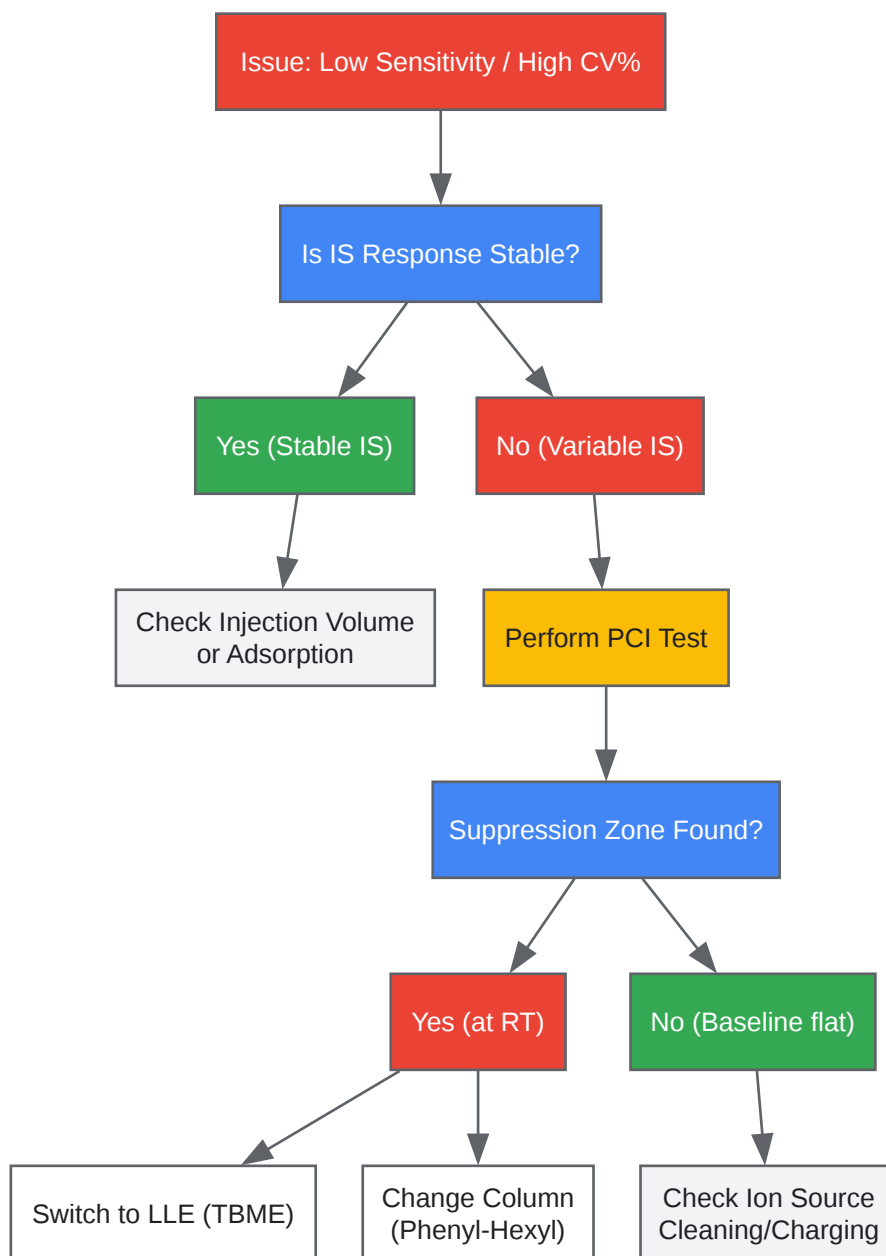 Issue: Low Sensitivity / High CV%
Is IS Response Stable?
Yes (Stable IS)
No (Variable IS)
Check Injection Volume
or Adsorption
Perform PCI Test
Suppression Zone Found?
Yes (at RT)
No (Baseline flat)
Switch to LLE (TBME)
Change Column
(Phenyl-Hexyl)
Check Ion Source
Cleaning/Charging